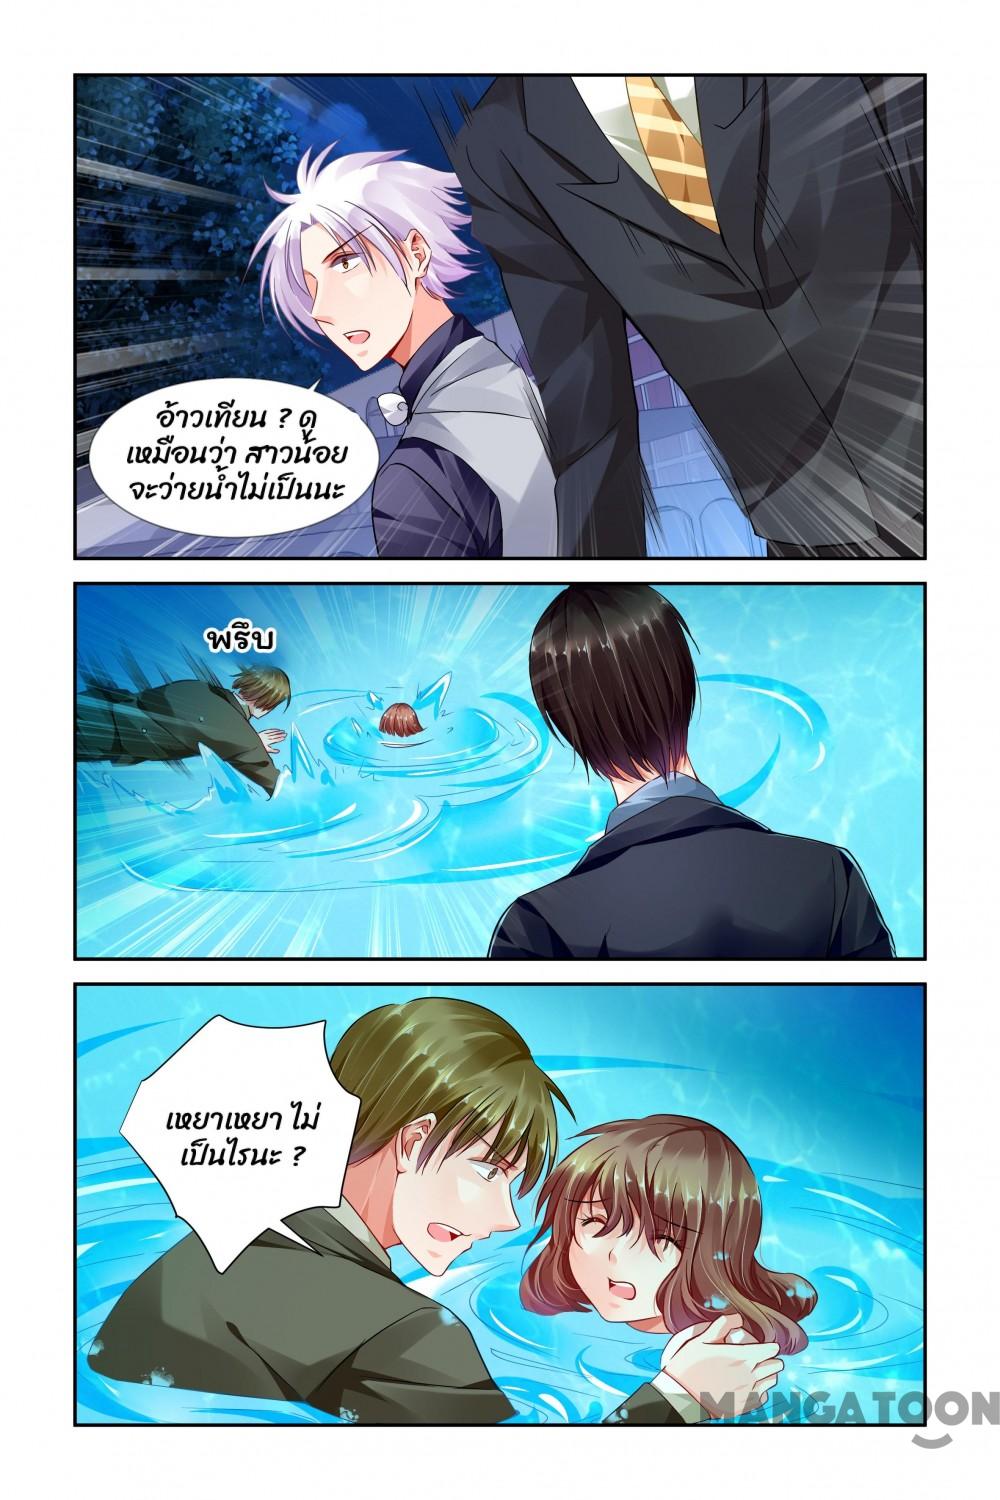 อ้าวเทียน ? ดู
เหมือนว่า สาวน้อย
จะว่ายน้ำไม่เป็นนะ
พรึบ
เหยาเหยา ไม่
เป็นไรนะ ?
MANGATOON